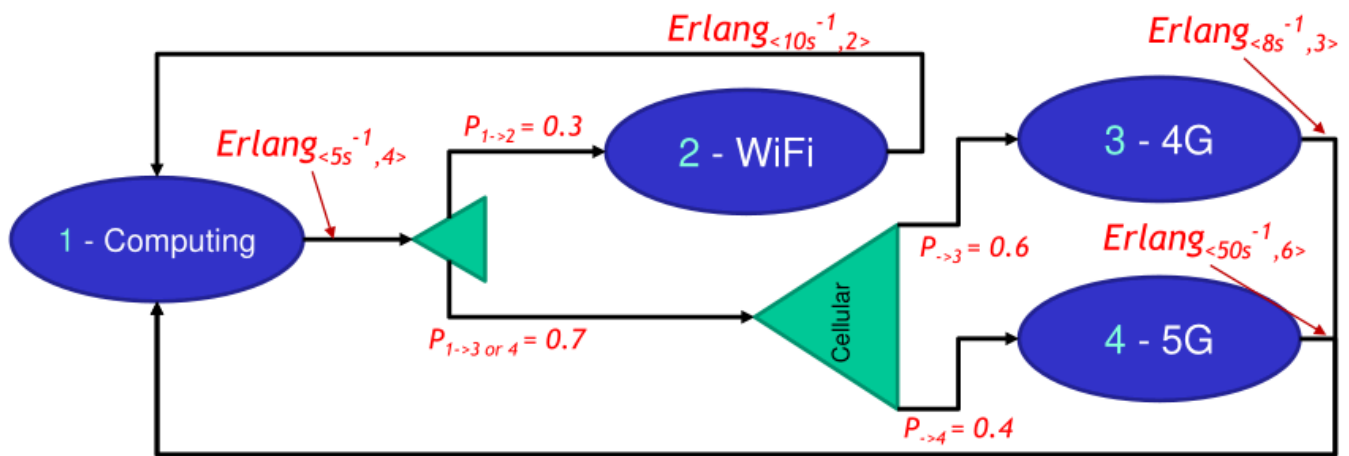 Erlang<10s^-1,2>
Erlang<8s^-1,3>
Erlang<5s^-1,4>
P1->2 = 0.3
2 - WiFi
3 - 4G
1 - Computing
P->3 = 0.6
Erlang<50s^-1,6>
Cellular
P1->3 or 4 = 0.7
4 - 5G
P->4 = 0.4